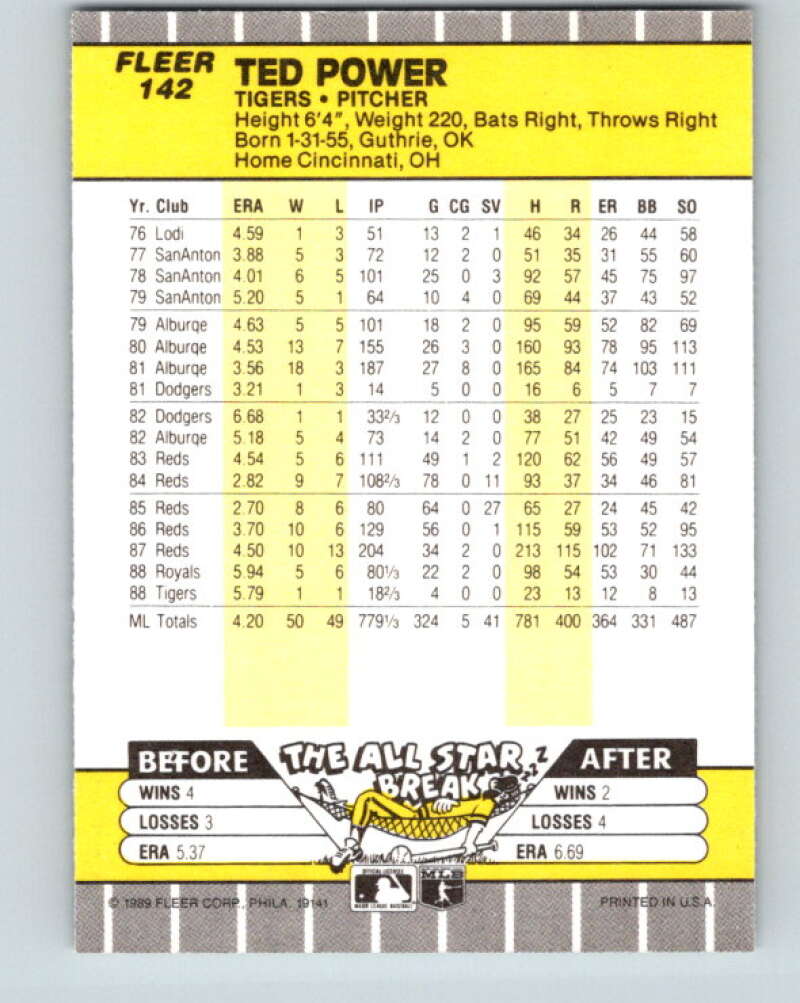 FLEER
142
TED POWER
TIGERS • PITCHER
Height 6'4", Weight 220, Bats Right, Throws Right
Born 1-31-55, Guthrie, OK
Home Cincinnati, OH
Yr. Club ERA W L IP G CG SV H R ER BB SO
76 Lodi 4.59 1 3 51 13 2 1 46 34 26 44 58
77 SanAnton 3.88 5 3 72 12 2 0 51 35 31 55 60
78 SanAnton 4.01 6 5 101 25 0 3 92 57 45 75 97
79 SanAnton 5.20 5 1 64 10 4 0 69 44 37 43 52
79 Alburqe 4.63 5 5 101 18 2 0 95 59 52 82 69
80 Alburqe 4.53 13 7 155 26 3 0 160 93 78 95 113
81 Alburqe 3.56 18 3 187 27 8 0 165 84 74 103 111
81 Dodgers 3.21 1 3 14 5 0 0 16 6 5 7 7
82 Dodgers 6.68 1 1 33 2/3 12 0 0 38 27 25 23 15
82 Alburqe 5.18 5 4 73 14 2 0 77 51 42 49 54
83 Reds 4.54 5 6 111 49 1 2 120 62 56 49 57
84 Reds 2.82 9 7 108 2/3 78 0 11 93 37 34 46 81
85 Reds 2.70 8 6 80 64 0 27 65 27 24 45 42
86 Reds 3.70 10 6 129 56 0 1 115 59 53 52 95
87 Reds 4.50 10 13 204 34 2 0 213 115 102 71 133
88 Royals 5.94 5 6 80 1/3 22 2 0 98 54 53 30 44
88 Tigers 5.79 1 1 18 2/3 4 0 0 23 13 12 8 13
ML Totals 4.20 50 49 779 1/3 324 5 41 781 400 364 331 487
BEFORE THE ALL STAR BREAK AFTER
zzZ
WINS 4 WINS 2
LOSSES 3 LOSSES 4
ERA 5.37 ERA 6.69
OFFICIAL LICENSEE
MAJOR LEAGUE BASEBALL
MLB
© 1989 FLEER CORP., PHILA. 19141 PRINTED IN U.S.A.